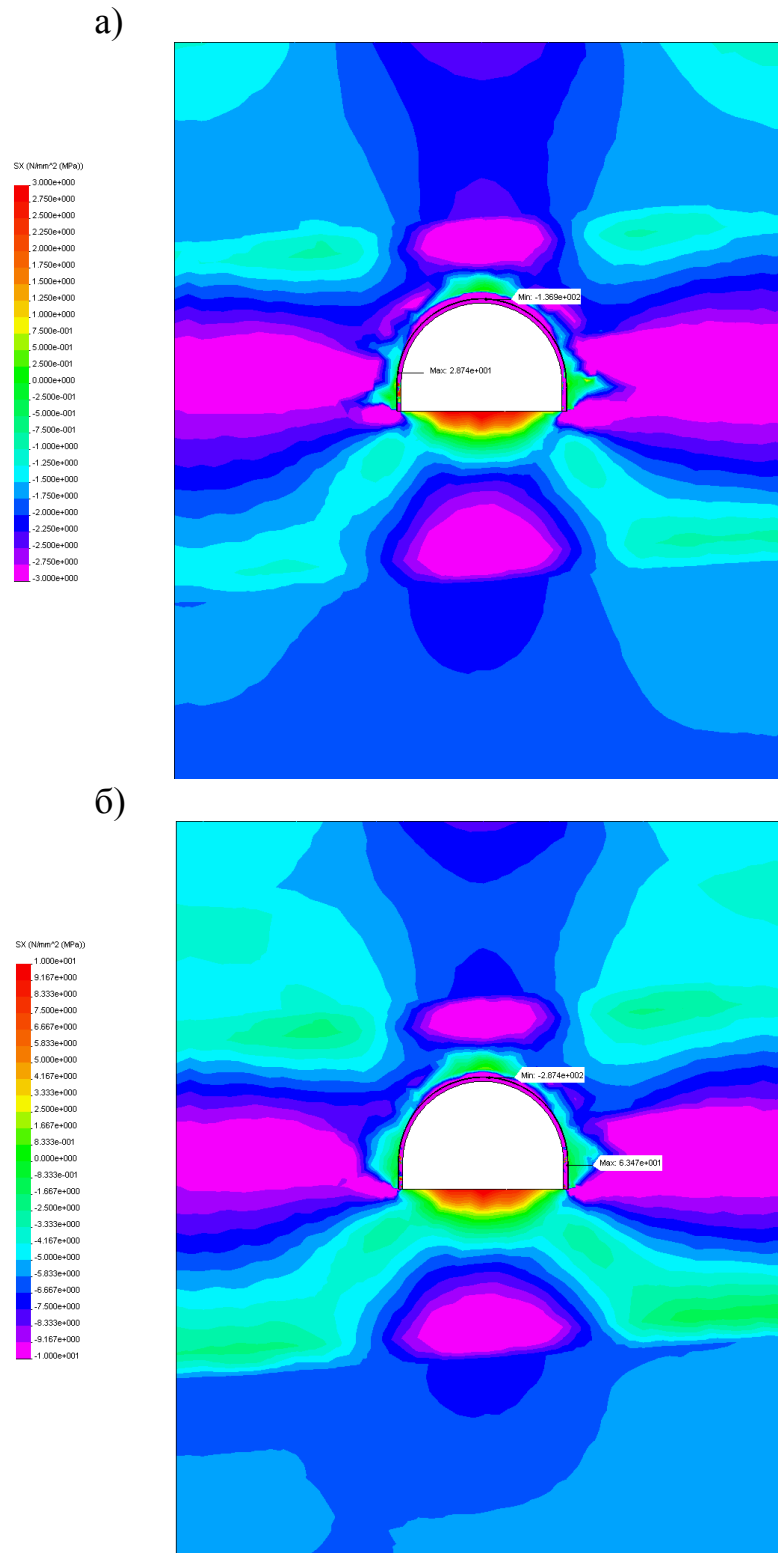 а)
SX (N/mm^2 (MPa))
3.000e+000
2.750e+000
2.500e+000
2.250e+000
2.000e+000
1.750e+000
1.500e+000
1.250e+000
1.000e+000
7.500e-001
5.000e-001
2.500e-001
0.000e+000
-2.500e-001
-5.000e-001
-7.500e-001
-1.000e+000
-1.250e+000
-1.500e+000
-1.750e+000
-2.000e+000
-2.250e+000
-2.500e+000
-2.750e+000
-3.000e+000
Min: -1.369e+002
Max: 2.874e+001
б)
SX (N/mm^2 (MPa))
1.000e+001
9.167e+000
8.333e+000
7.500e+000
6.667e+000
5.833e+000
5.000e+000
4.167e+000
3.333e+000
2.500e+000
1.667e+000
8.333e-001
0.000e+000
-8.333e-001
-1.667e+000
-2.500e+000
-3.333e+000
-4.167e+000
-5.000e+000
-5.833e+000
-6.667e+000
-7.500e+000
-8.333e+000
-9.167e+000
-1.000e+001
Min: -2.874e+002
Max: 6.347e+001